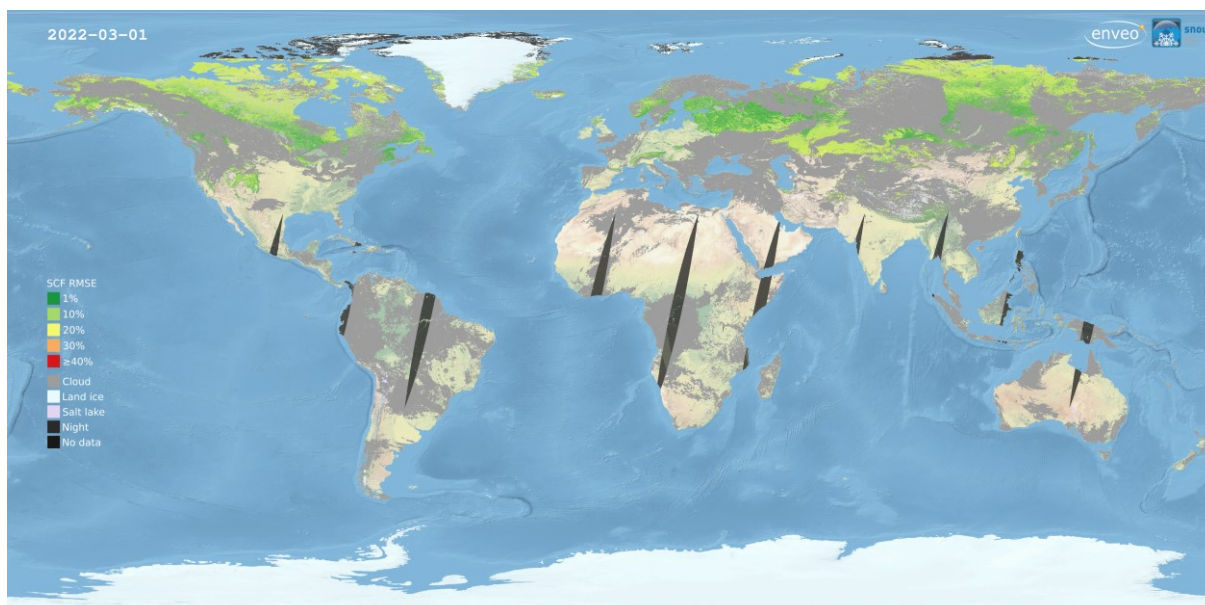 2022-03-01
enveo
snow
SCF RMSE
1%
10%
20%
30%
≥40%
Cloud
Land ice
Salt lake
Night
No data